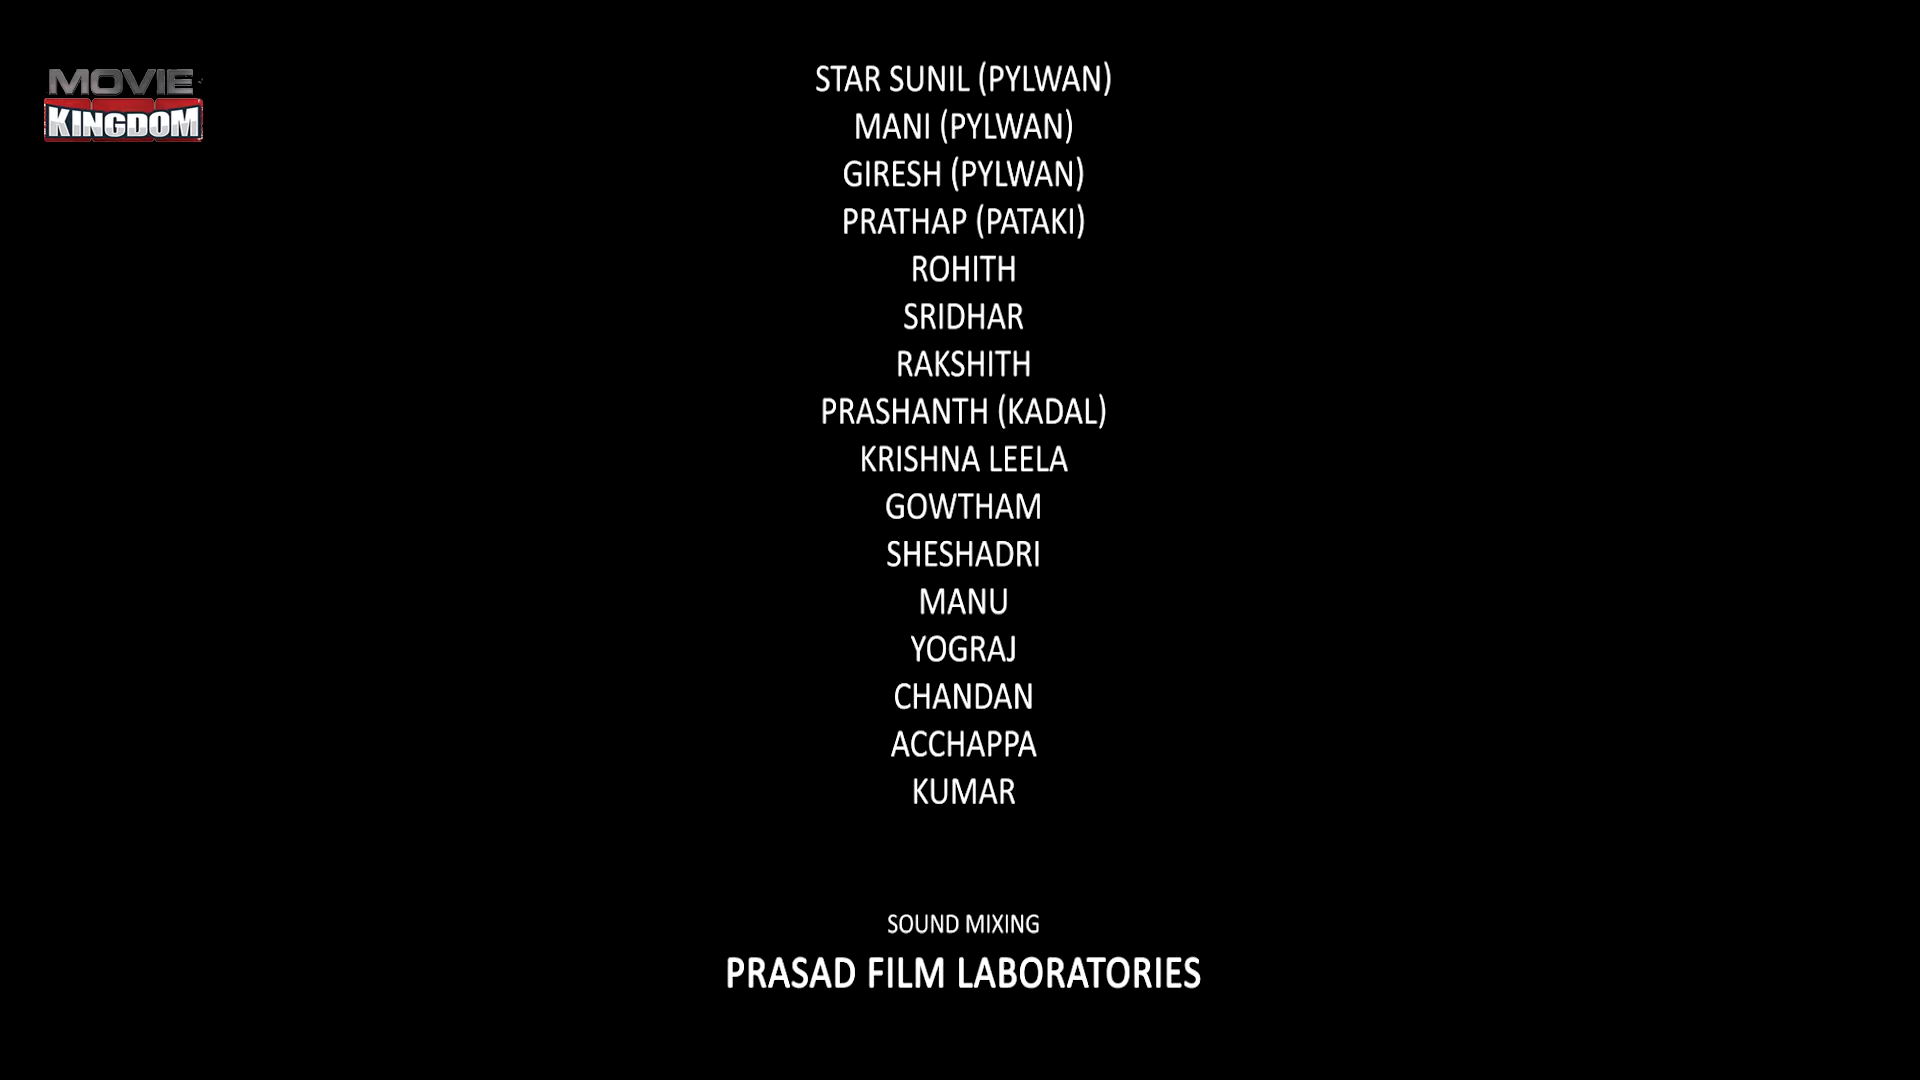 MOVIE
KINGDOM
STAR SUNIL (PYLWAN)
MANI (PYLWAN)
GIRESH (PYLWAN)
PRATHAP (PATAKI)
ROHITH
SRIDHAR
RAKSHITH
PRASHANTH (KADAL)
KRISHNA LEELA
GOWTHAM
SHESHADRI
MANU
YOGRAJ
CHANDAN
ACCHAPPA
KUMAR
SOUND MIXING
PRASAD FILM LABORATORIES